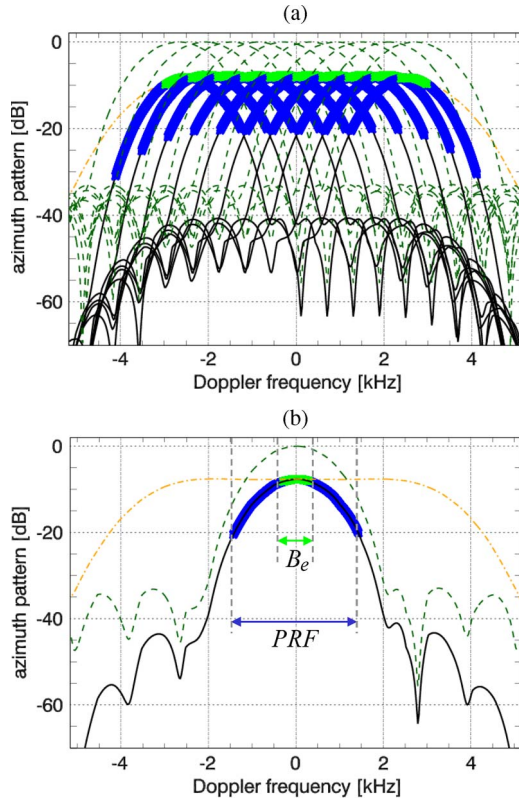 (a)
0
-20
-40
-60
azimuth pattern [dB]
-4 -2 0 2 4
Doppler frequency [kHz]
(b)
0
-20
-40
-60
azimuth pattern [dB]
B_e
PRF
-4 -2 0 2 4
Doppler frequency [kHz]